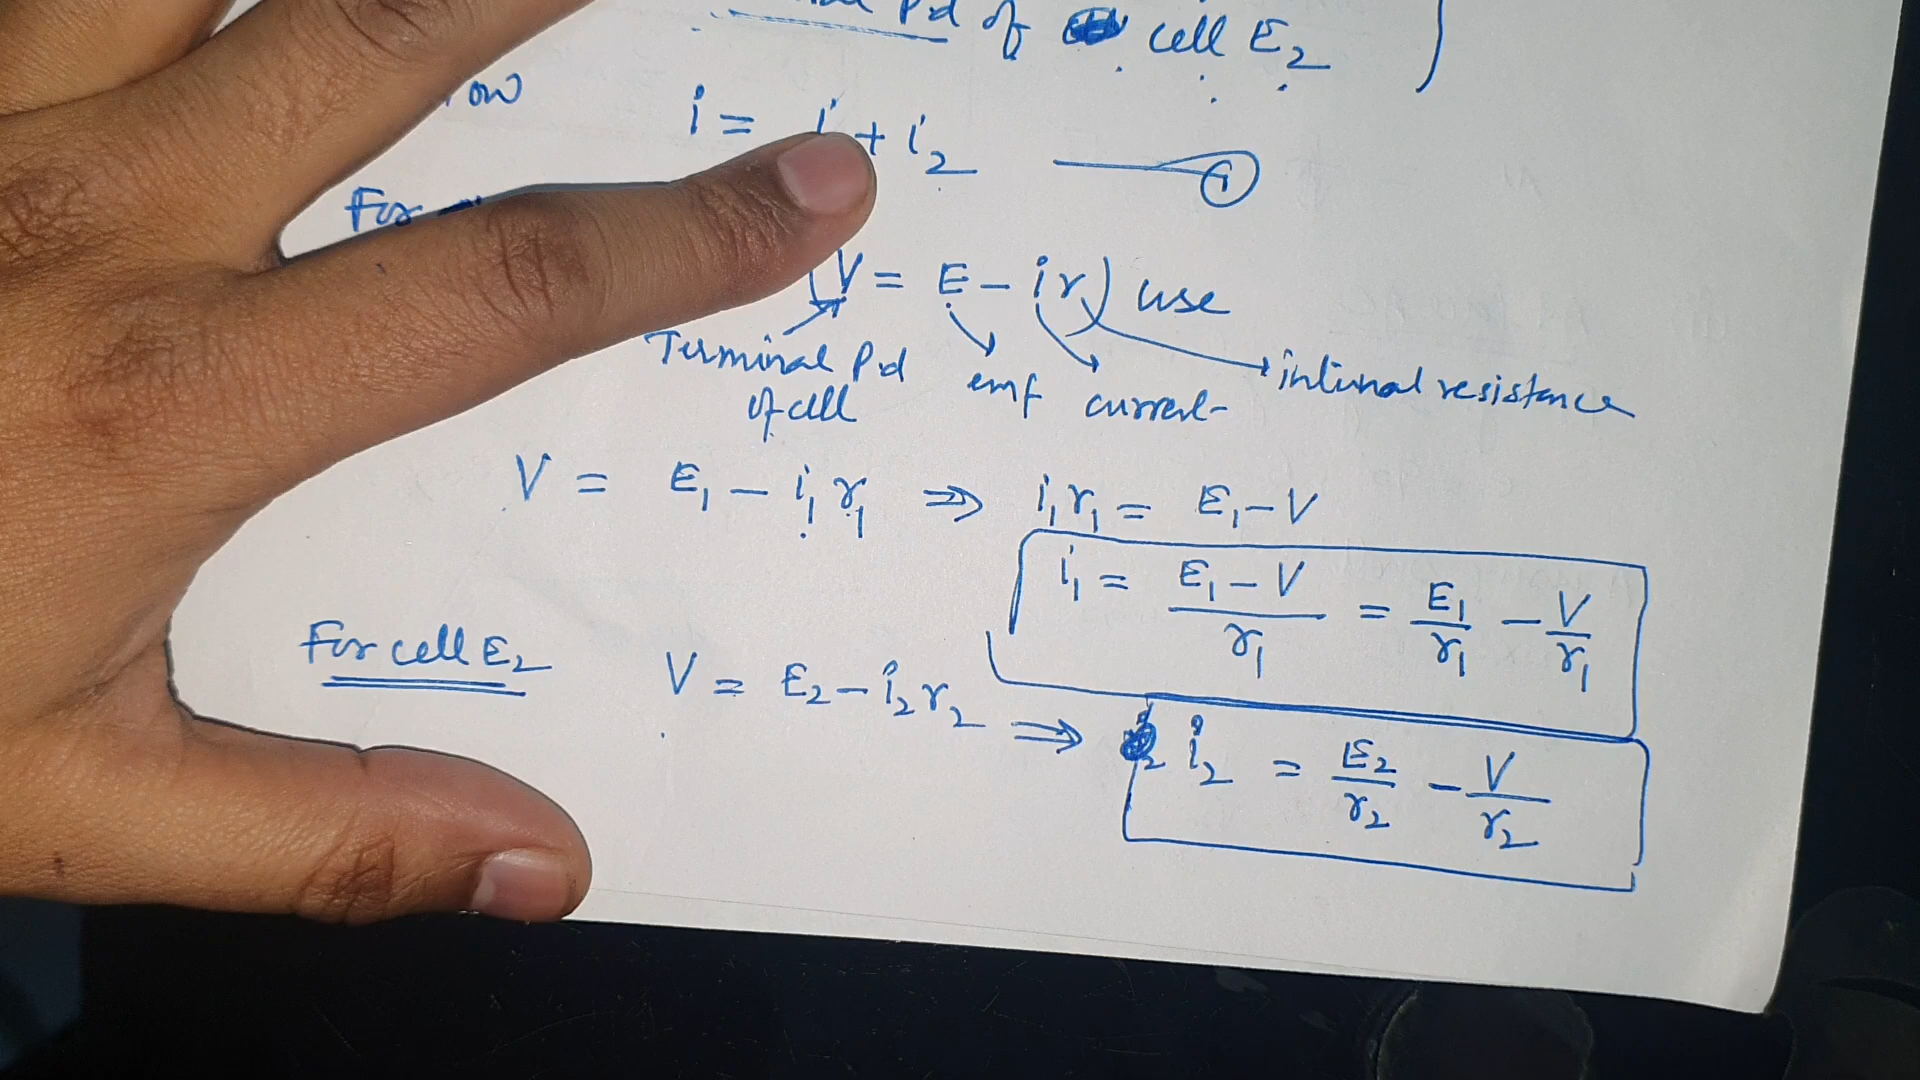 Pd of cell E₂
i = i + i₂ ——— ①
For
(V = E - ir) use
Terminal Pd of cell
emf
current
internal resistance
V = E₁ - i₁r₁ ⇒ i₁r₁ = E₁ - V
i₁ = (E₁ - V)/r₁ = E₁/r₁ - V/r₁
For cell E₂ V = E₂ - i₂r₂ ⇒ i₂ = E₂/r₂ - V/r₂